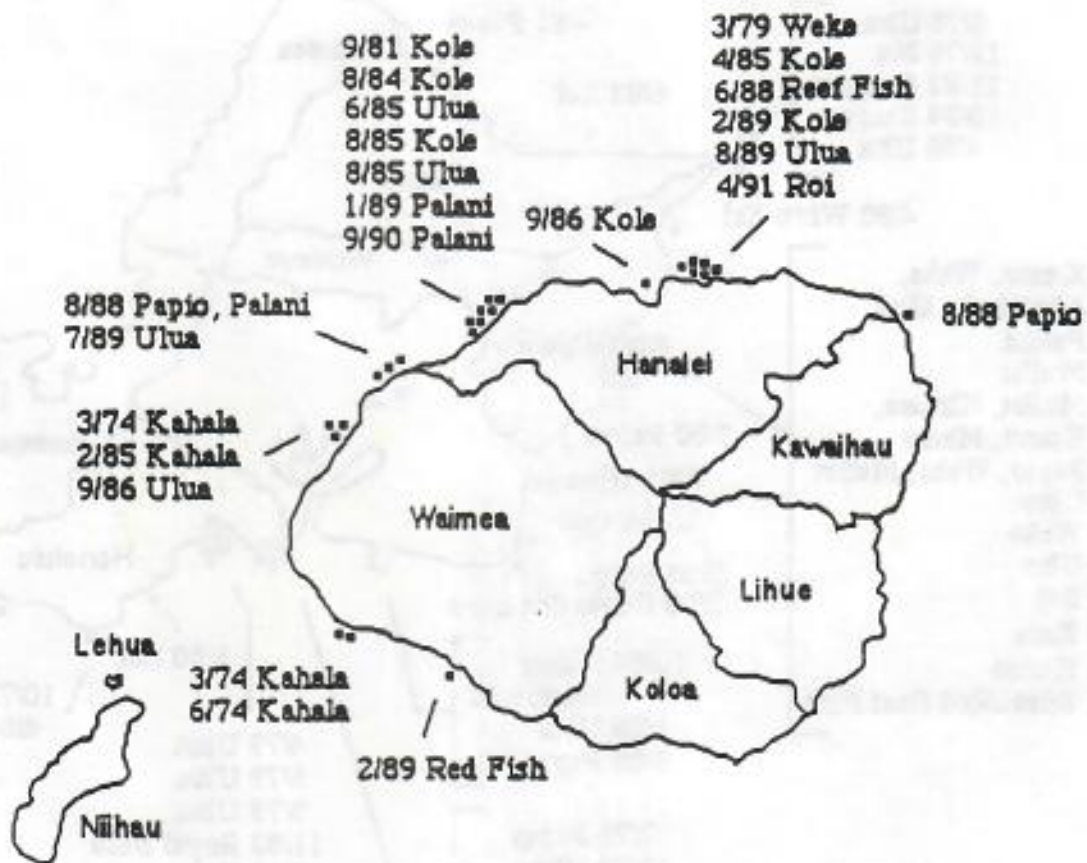 9/81 Kole
8/84 Kole
6/85 Ulua
8/85 Kole
8/85 Ulua
1/89 Palani
9/90 Palani
3/79 Weke
4/85 Kole
6/88 Reef Fish
2/89 Kole
8/89 Ulua
4/91 Roi
9/86 Kole
8/88 Papio, Palani
7/89 Ulua
8/88 Papio
Hanalei
3/74 Kahala
2/85 Kahala
9/86 Ulua
Kawaihau
Waimea
Lihue
Lehua
3/74 Kahala
6/74 Kahala
Koloa
2/89 Red Fish
Niihau